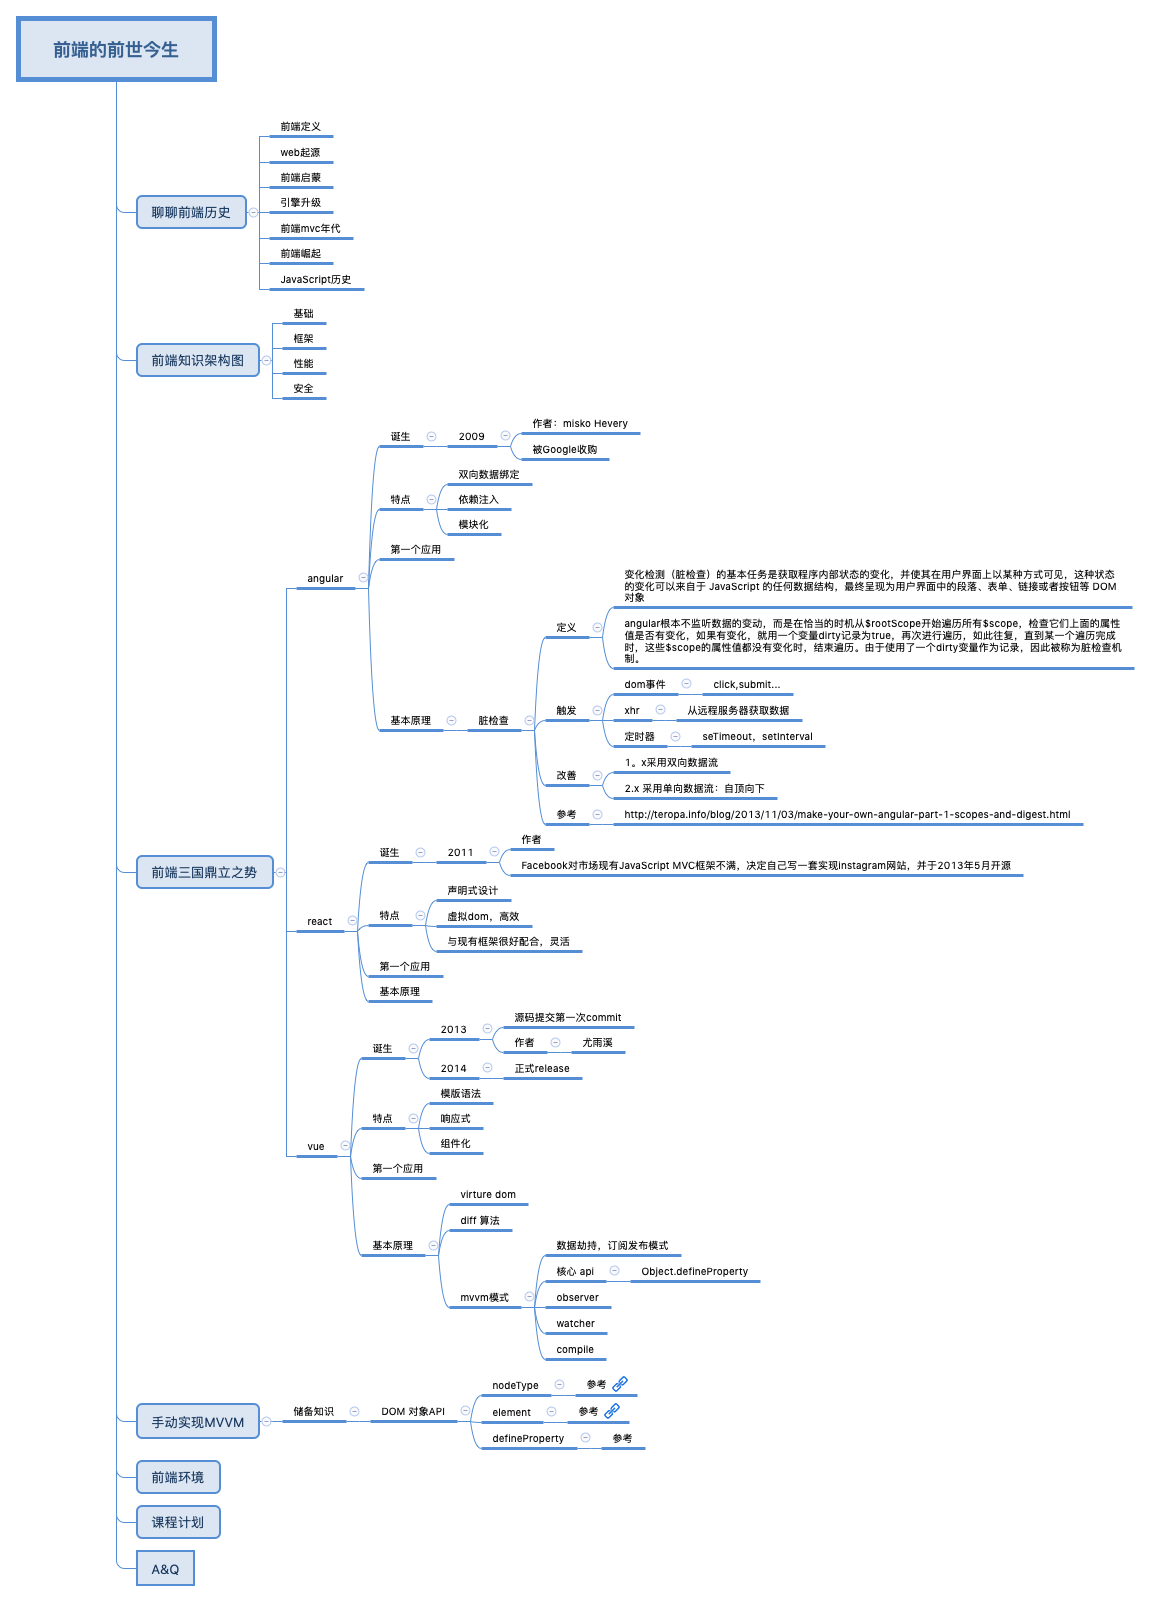 前端的前世今生
聊聊前端历史
前端定义
web起源
前端启蒙
引擎升级
前端mvc年代
前端崛起
JavaScript历史
前端知识架构图
基础
框架
性能
安全
前端三国鼎立之势
angular
诞生
2009
作者：misko Hevery
被Google收购
特点
双向数据绑定
依赖注入
模块化
第一个应用
基本原理
脏检查
定义
变化检测（脏检查）的基本任务是获取程序内部状态的变化，并使其在用户界面上以某种方式可见，这种状态
的变化可以来自于 JavaScript 的任何数据结构，最终呈现为用户界面中的段落、表单、链接或者按钮等 DOM
对象
angular根本不监听数据的变动，而是在恰当的时机从$rootScope开始遍历所有$scope，检查它们上面的属性
值是否有变化，如果有变化，就用一个变量dirty记录为true，再次进行遍历，如此往复，直到某一个遍历完成
时，这些$scope的属性值都没有变化时，结束遍历。由于使用了一个dirty变量作为记录，因此被称为脏检查机
制。
触发
dom事件
click,submit...
xhr
从远程服务器获取数据
定时器
seTimeout，setInterval
改善
1。x采用双向数据流
2.x 采用单向数据流：自顶向下
参考
http://teropa.info/blog/2013/11/03/make-your-own-angular-part-1-scopes-and-digest.html
react
诞生
2011
作者
Facebook对市场现有JavaScript MVC框架不满，决定自己写一套实现instagram网站，并于2013年5月开源
特点
声明式设计
虚拟dom，高效
与现有框架很好配合，灵活
第一个应用
基本原理
vue
诞生
2013
源码提交第一次commit
作者
尤雨溪
2014
正式release
特点
模版语法
响应式
组件化
第一个应用
基本原理
virture dom
diff 算法
mvvm模式
数据劫持，订阅发布模式
核心 api
Object.defineProperty
observer
watcher
compile
手动实现MVVM
储备知识
DOM 对象API
nodeType
参考
element
参考
defineProperty
参考
前端环境
课程计划
A&Q